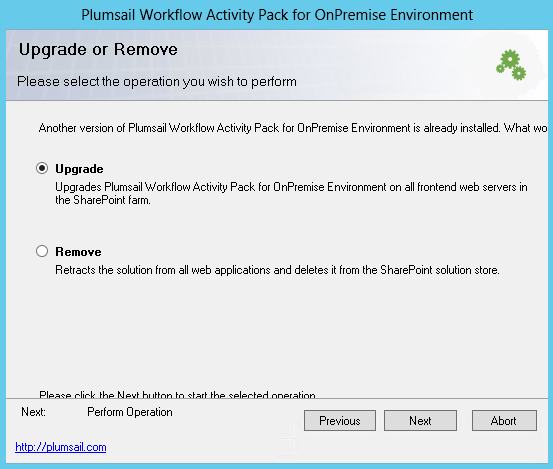 Plumsail Workflow Activity Pack for OnPremise Environment
Upgrade or Remove
Please select the operation you wish to perform
Another version of Plumsail Workflow Activity Pack for OnPremise Environment is already installed. What wo
Upgrade
Upgrades Plumsail Workflow Activity Pack for OnPremise Environment on all frontend web servers in
the SharePoint farm.
Remove
Retracts the solution from all web applications and deletes it from the SharePoint solution store.
Please click the Next button to start the selected operation
Next: Perform Operation
Previous Next Abort
http://plumsail.com